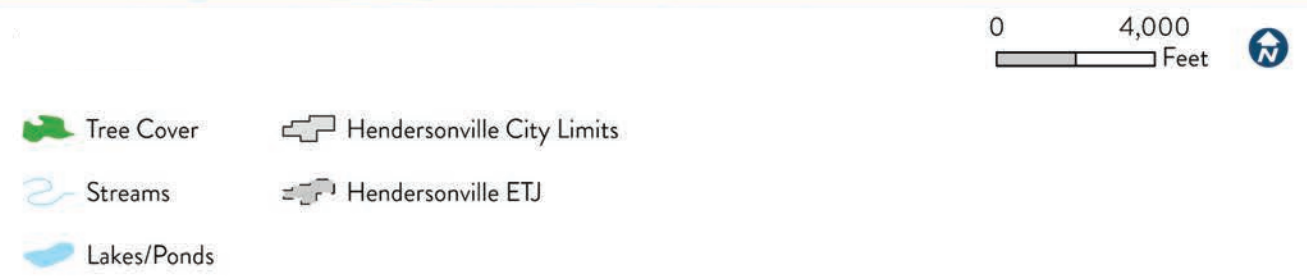 0 4,000
Feet
N
Tree Cover Hendersonville City Limits
Streams Hendersonville ETJ
Lakes/Ponds